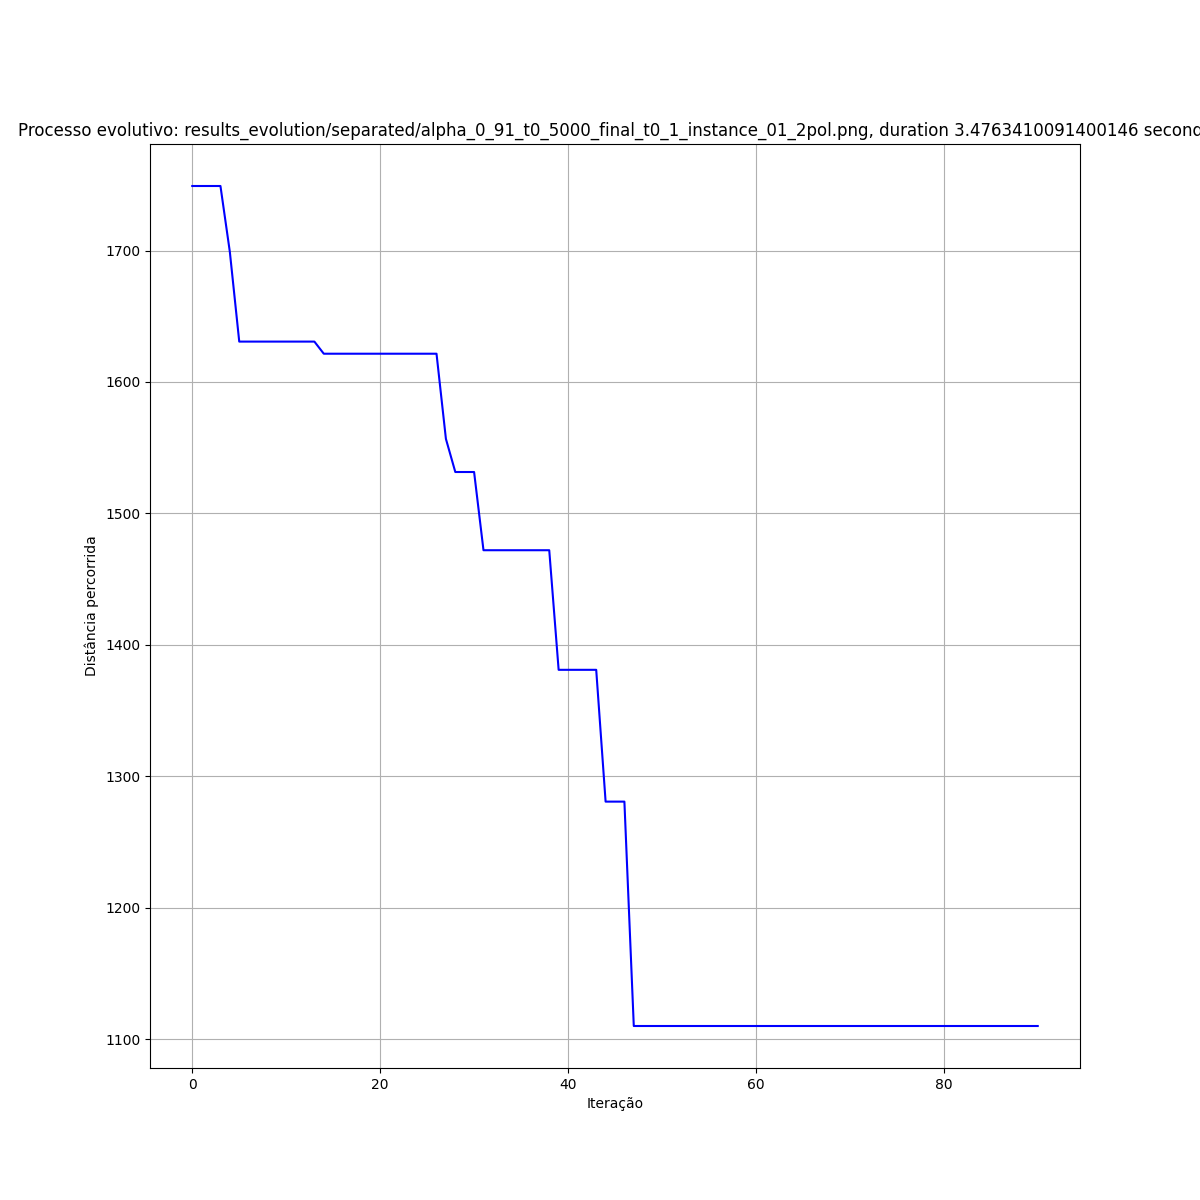 Processo evolutivo: results_evolution/separated/alpha_0_91_t0_5000_final_t0_1_instance_01_2pol.png, duration 3.4763410091400146 second
1700
1600
1500
1400
1300
1200
1100
Distância percorrida
0 20 40 60 80
Iteração